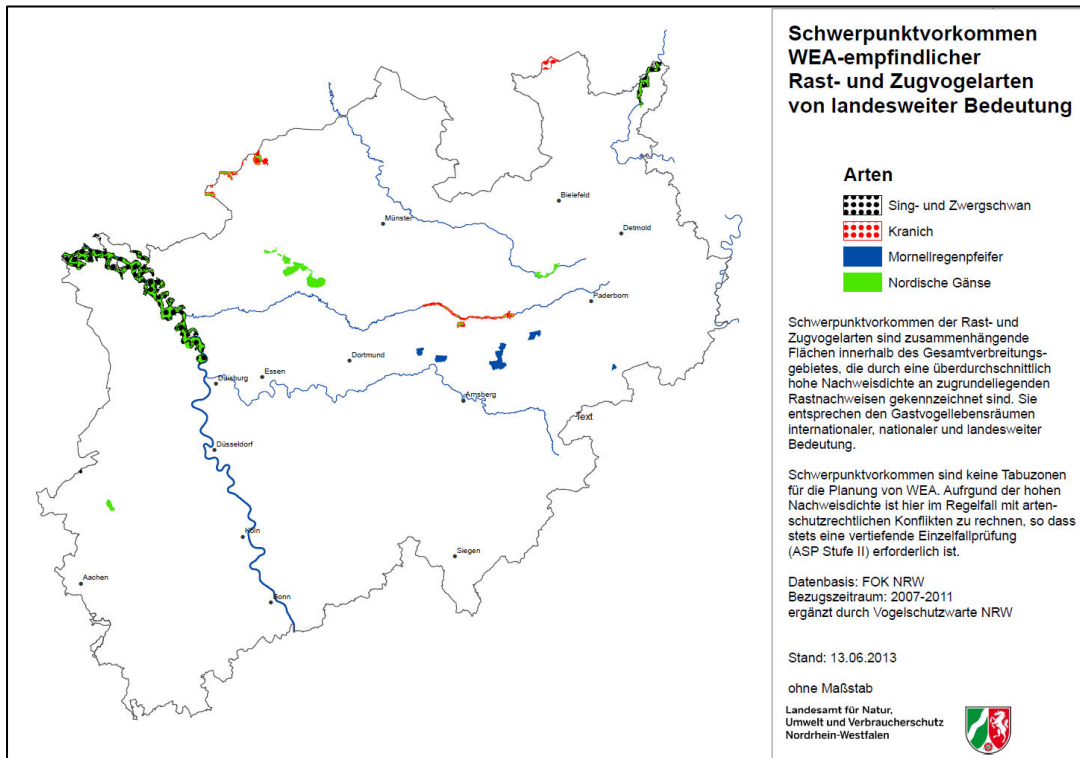 Schwerpunktvorkommen
WEA-empfindlicher
Rast- und Zugvogelarten
von landesweiter Bedeutung
Arten
Sing- und Zwergschwan
Kranich
Mornellregenpfeifer
Nordische Gänse
Schwerpunktvorkommen der Rast- und
Zugvogelarten sind zusammenhängende
Flächen innerhalb des Gesamtverbreitungs-
gebietes, die durch eine überdurchschnittlich
hohe Nachweisdichte an zugrundeliegenden
Rastnachweisen gekennzeichnet sind. Sie
entsprechen den Gastvogellebensräumen
internationaler, nationaler und landesweiter
Bedeutung.
Schwerpunktvorkommen sind keine Tabuzonen
für die Planung von WEA. Aufrgund der hohen
Nachweisdichte ist hier im Regelfall mit arten-
schutzrechtlichen Konflikten zu rechnen, so dass
stets eine vertiefende Einzelfallprüfung
(ASP Stufe II) erforderlich ist.
Datenbasis: FOK NRW
Bezugszeitraum: 2007-2011
ergänzt durch Vogelschutzwarte NRW
Stand: 13.06.2013
ohne Maßstab
Landesamt für Natur,
Umwelt und Verbraucherschutz
Nordrhein-Westfalen
Bielefeld
Münster
Detmold
Paderborn
Dortmund
Essen
Duisburg
Arnsberg
Text
Düsseldorf
Köln
Siegen
Aachen
Bonn